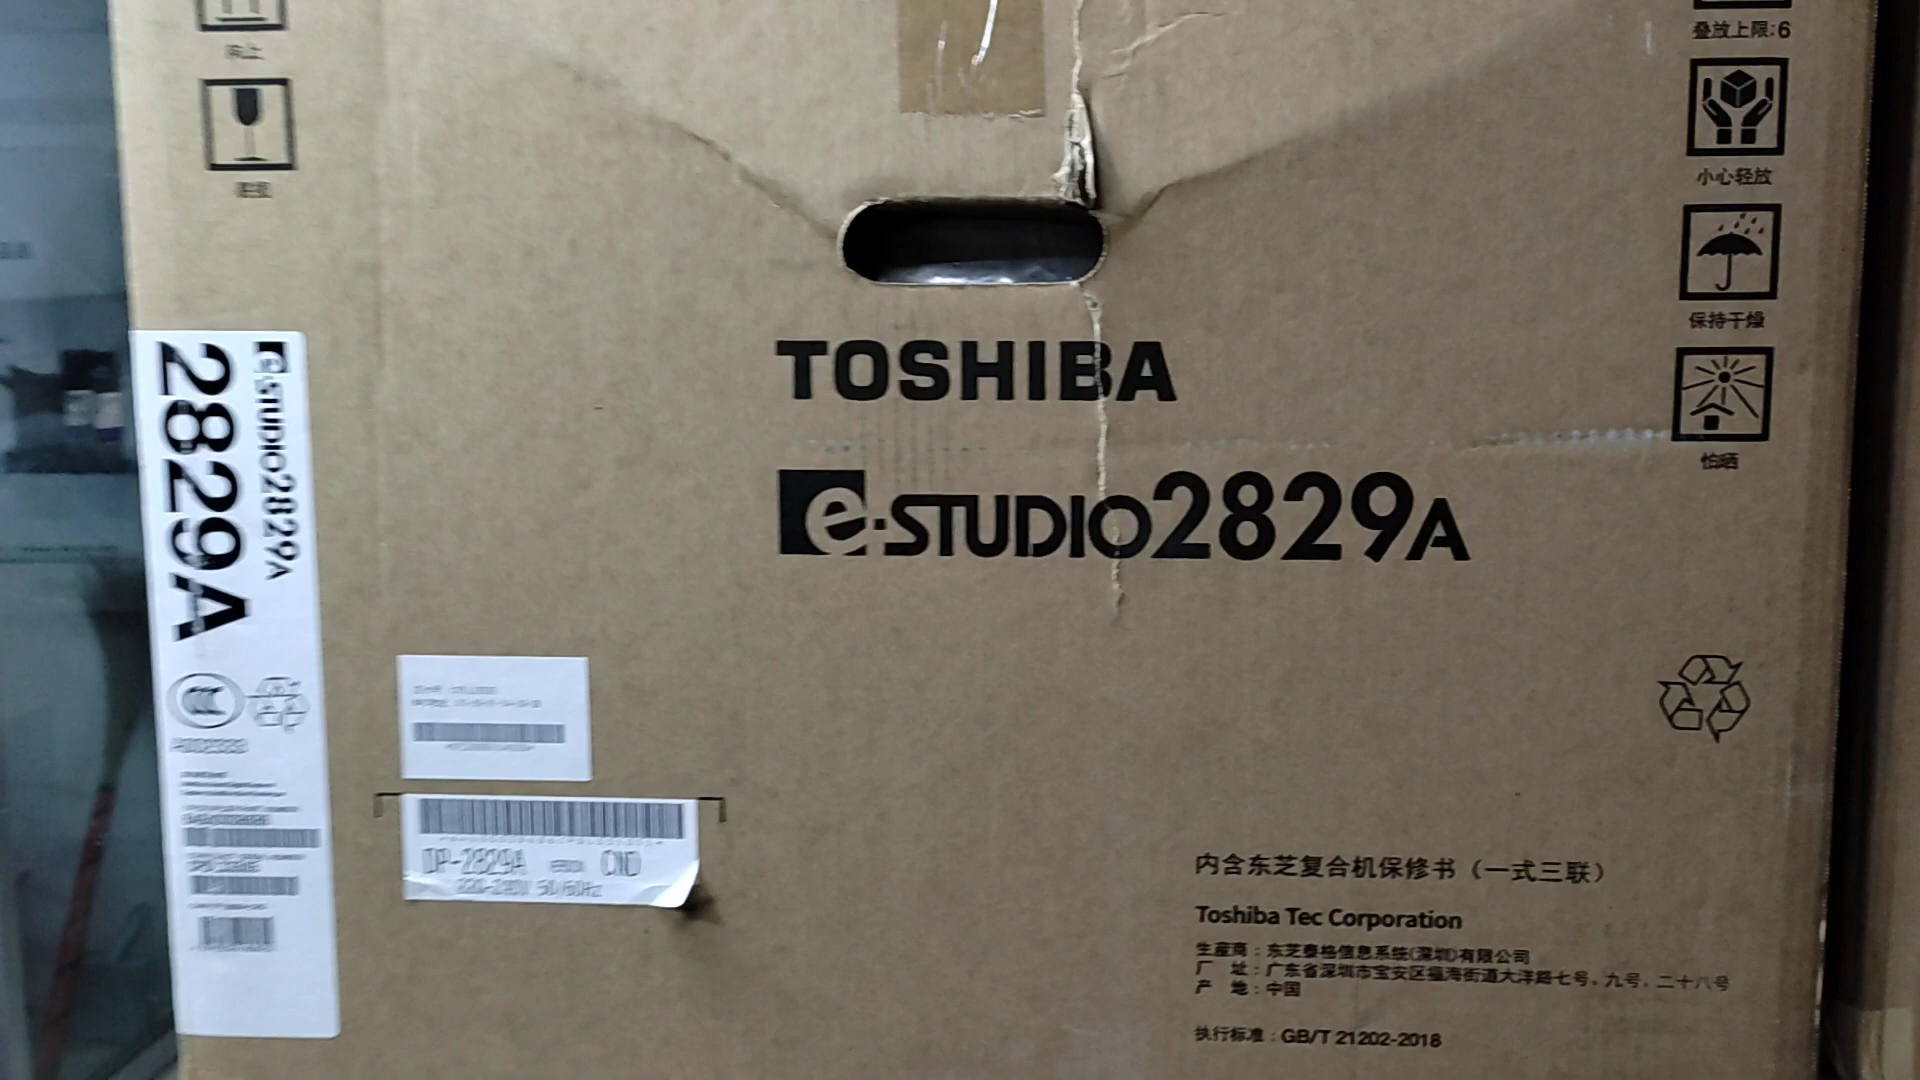 向上
叠放上限:6
小心轻放
保持干燥
怕晒
TOSHIBA
e-STUDIO2829A
e-STUDIO2829A
2829A
DP-2829A VERSION CND
220-240V 50/60Hz
内含东芝复合机保修书（一式三联）
Toshiba Tec Corporation
生産商：东芝泰格信息系统(深圳)有限公司
厂 址：广东省深圳市宝安区福海街道大洋路七号、九号、二十八号
产 地：中国
执行标准：GB/T 21202-2018